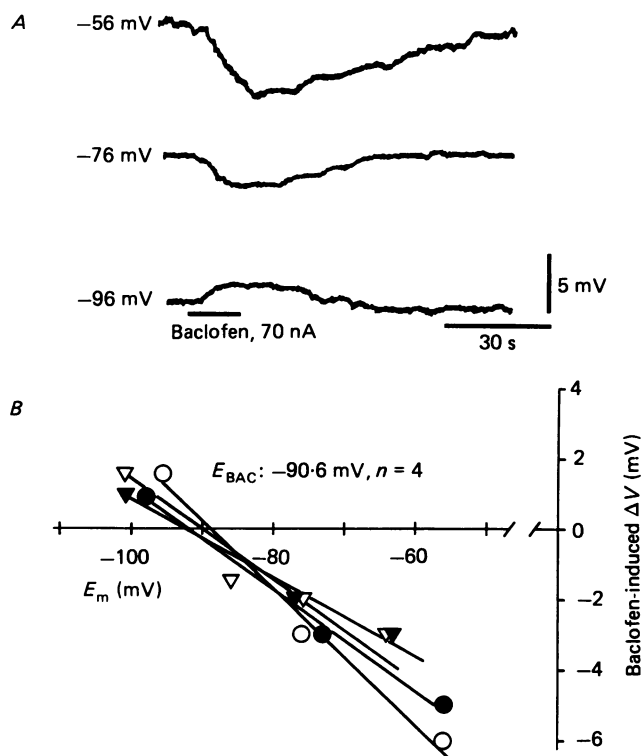 A
−56 mV
−76 mV
−96 mV
5 mV
Baclofen, 70 nA
30 s
B
4
2
0
−2
−4
−6
E_BAC: −90·6 mV, n = 4
−100
−80
−60
E_m (mV)
Baclofen-induced ΔV (mV)